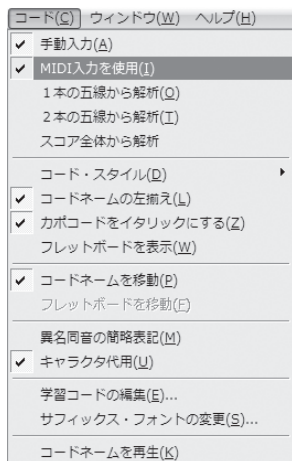 コード(C) ウィンドウ(W) ヘルプ(H)
手動入力(A)
MIDI入力を使用(I)
1本の五線から解析(O)
2本の五線から解析(T)
スコア全体から解析
コード・スタイル(D)
コードネームの左揃え(L)
カポコードをイタリックにする(Z)
フレットボードを表示(W)
コードネームを移動(P)
フレットボードを移動(F)
異名同音の簡略表記(M)
キャラクタ代用(U)
学習コードの編集(E)...
サフィックス・フォントの変更(S)...
コードネームを再生(K)